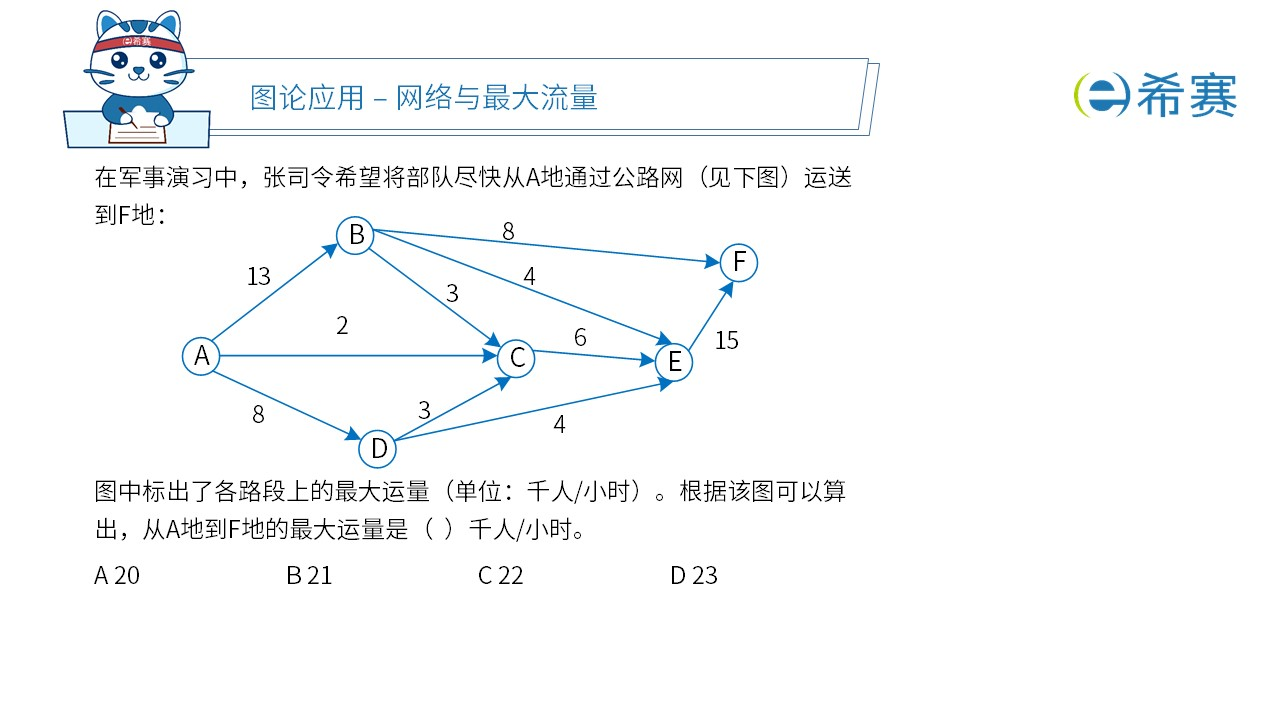 希赛
图论应用 – 网络与最大流量
希赛
在军事演习中，张司令希望将部队尽快从A地通过公路网（见下图）运送
到F地：
B
8
F
13
4
3
2
6
15
A
C
E
8
3
4
D
图中标出了各路段上的最大运量（单位：千人/小时）。根据该图可以算
出，从A地到F地的最大运量是（ ）千人/小时。
A 20 B 21 C 22 D 23